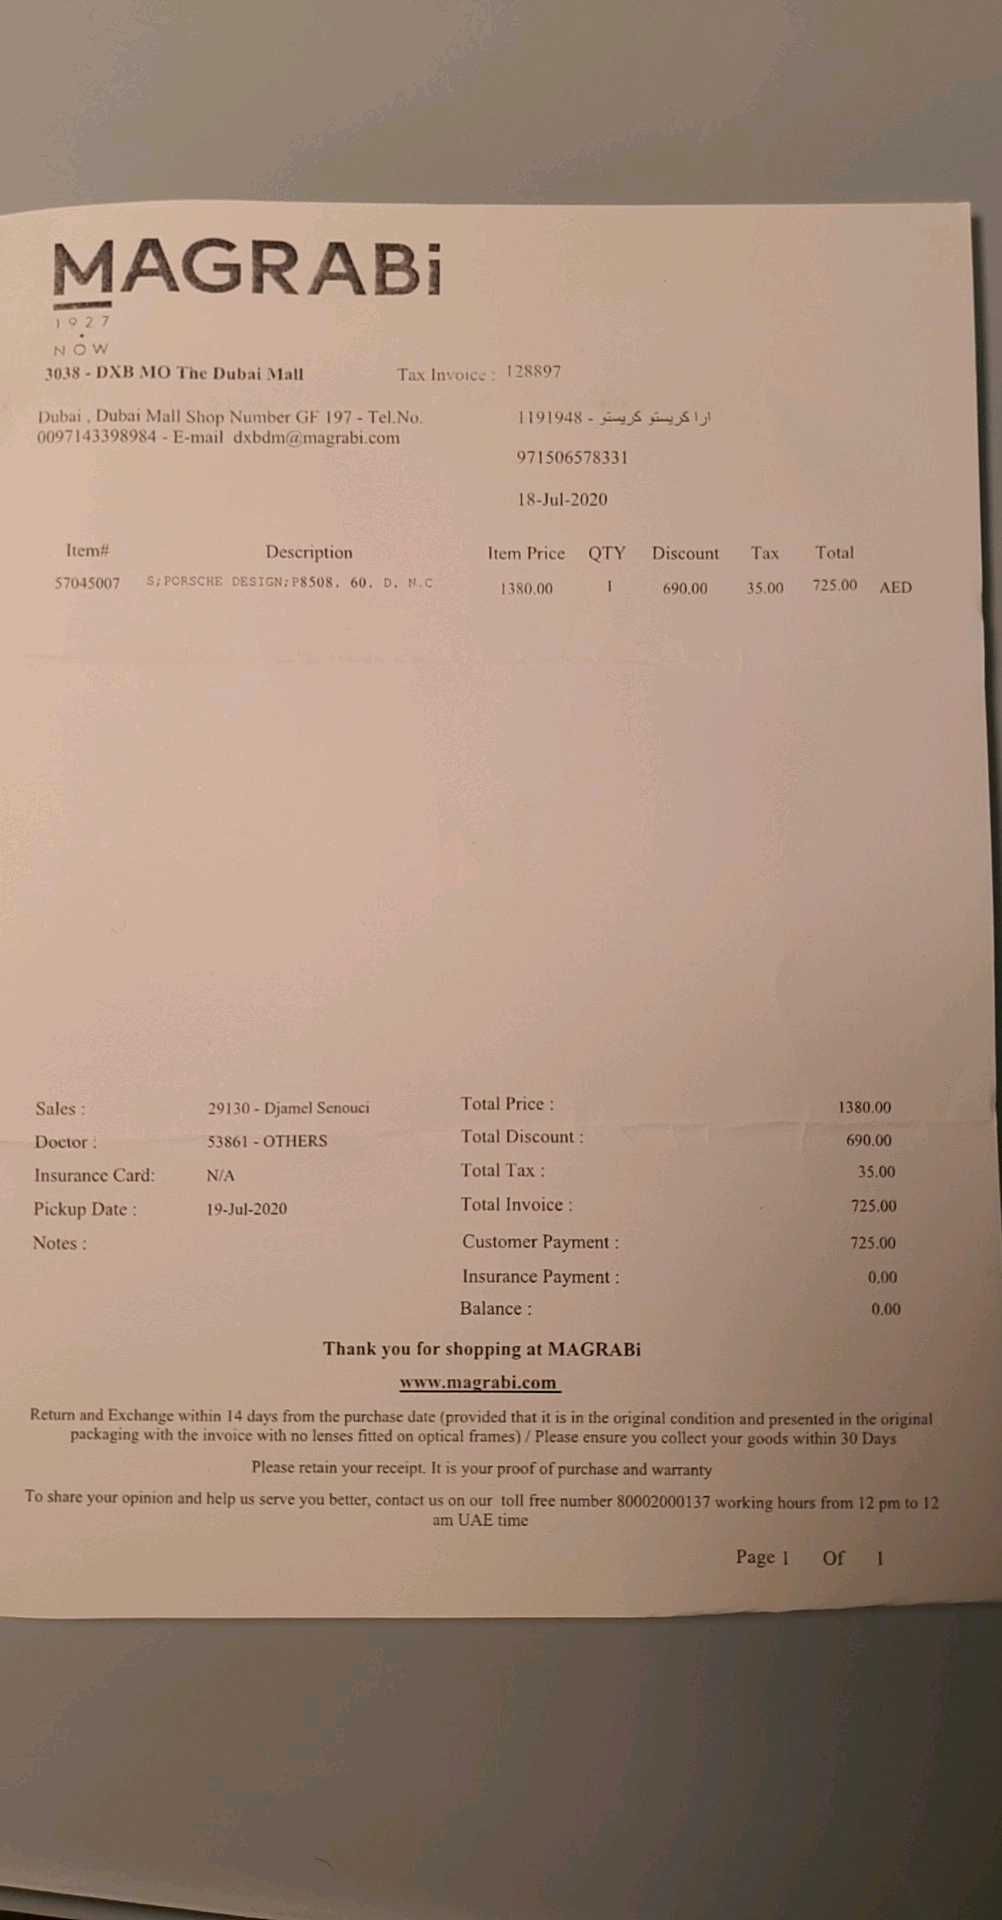 MAGRABi
1927
NOW
3038 - DXB MO The Dubai Mall Tax Invoice : 128897
Dubai , Dubai Mall Shop Number GF 197 - Tel.No.
0097143398984 - E-mail dxbdm@magrabi.com
ارا كريستو كريستو - 1191948
971506578331
18-Jul-2020
Item# Description Item Price QTY Discount Tax Total
57045007 S;PORSCHE DESIGN;P8508. 60. D. N.C 1380.00 1 690.00 35.00 725.00 AED
Sales : 29130 - Djamel Senouci Total Price : 1380.00
Doctor : 53861 - OTHERS Total Discount : 690.00
Insurance Card: N/A Total Tax : 35.00
Pickup Date : 19-Jul-2020 Total Invoice : 725.00
Notes : Customer Payment : 725.00
Insurance Payment : 0.00
Balance : 0.00
Thank you for shopping at MAGRABi
www.magrabi.com
Return and Exchange within 14 days from the purchase date (provided that it is in the original condition and presented in the original
packaging with the invoice with no lenses fitted on optical frames) / Please ensure you collect your goods within 30 Days
Please retain your receipt. It is your proof of purchase and warranty
To share your opinion and help us serve you better, contact us on our toll free number 80002000137 working hours from 12 pm to 12
am UAE time
Page 1 Of 1